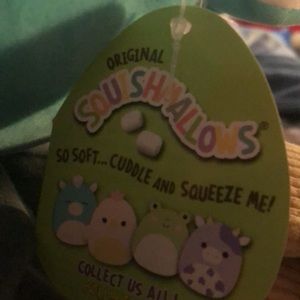 ORIGINAL
SQUISHMALLOWS®
SO SOFT... CUDDLE AND SQUEEZE ME!
COLLECT US ALL